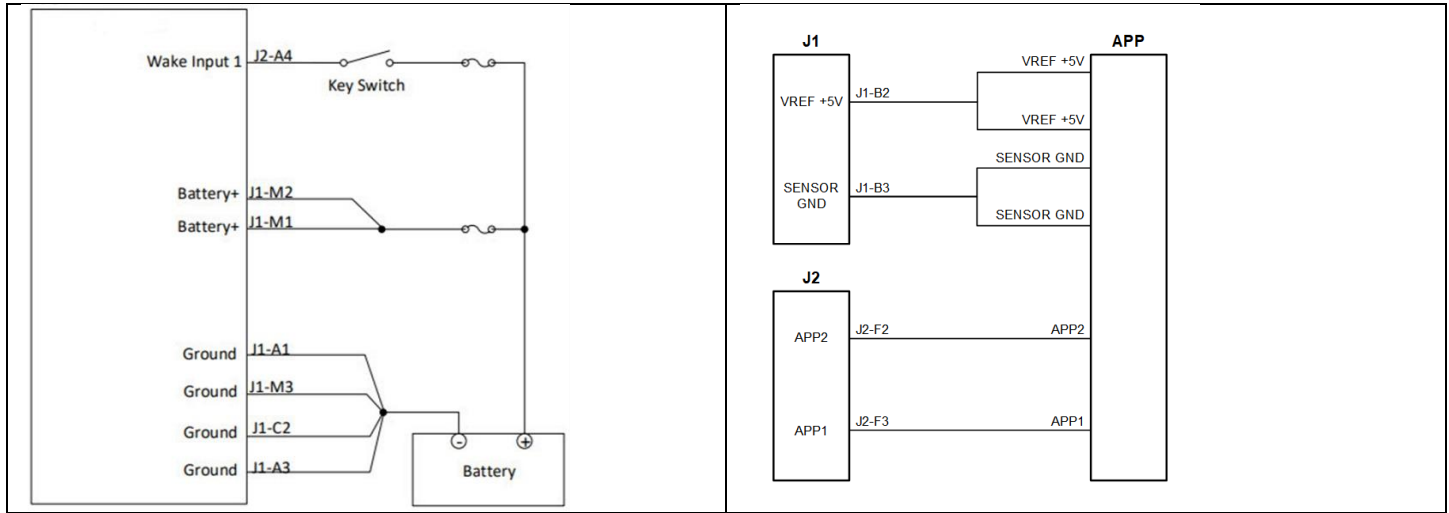 Wake Input 1
J2-A4
Key Switch
Battery+
J1-M2
Battery+
J1-M1
Ground
J1-A1
Ground
J1-M3
Ground
J1-C2
Ground
J1-A3
-
+
Battery
J1
APP
VREF +5V
VREF +5V
J1-B2
VREF +5V
SENSOR GND
SENSOR
GND
J1-B3
SENSOR GND
J2
APP2
J2-F2
APP2
APP1
J2-F3
APP1